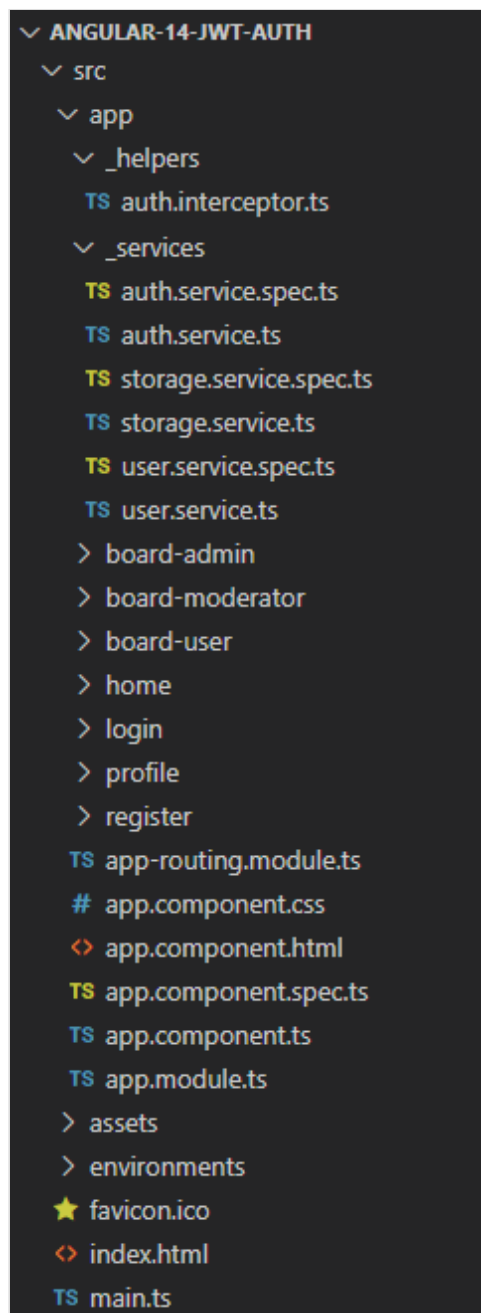 ANGULAR-14-JWT-AUTH
src
app
_helpers
TS auth.interceptor.ts
_services
TS auth.service.spec.ts
TS auth.service.ts
TS storage.service.spec.ts
TS storage.service.ts
TS user.service.spec.ts
TS user.service.ts
board-admin
board-moderator
board-user
home
login
profile
register
TS app-routing.module.ts
# app.component.css
<> app.component.html
TS app.component.spec.ts
TS app.component.ts
TS app.module.ts
assets
environments
favicon.ico
<> index.html
TS main.ts